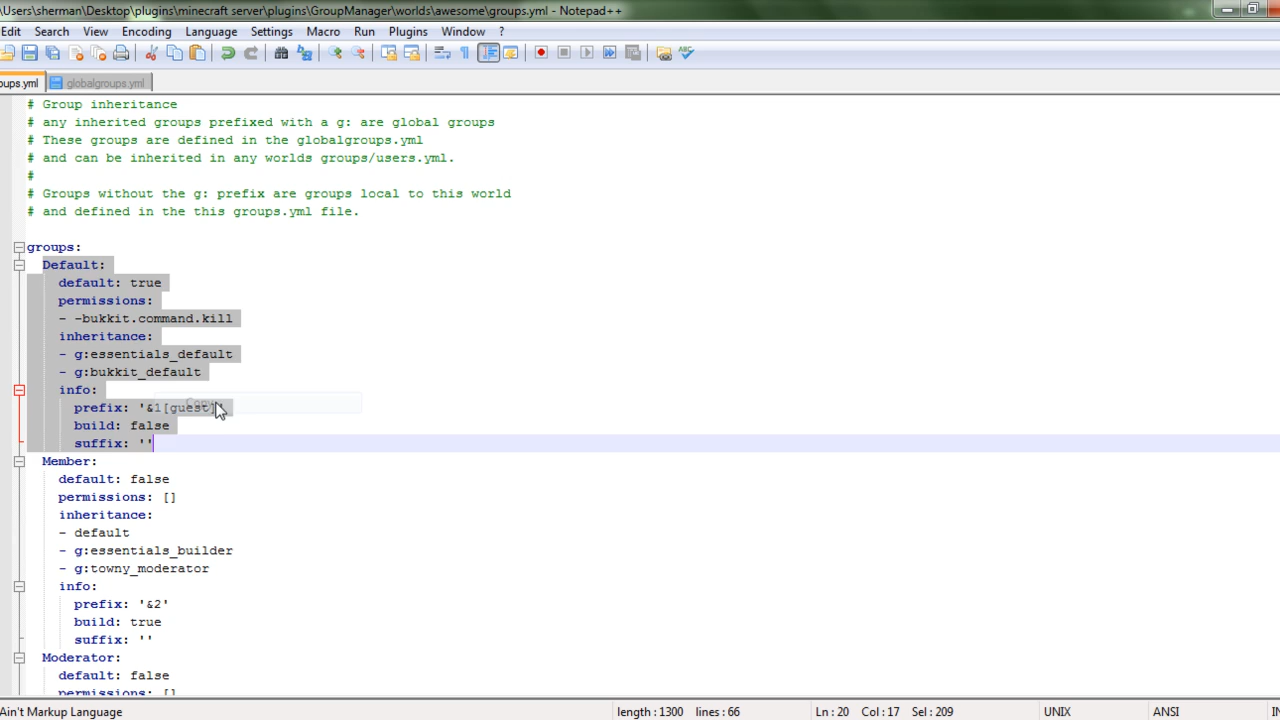 \Users\sherman\Desktop\plugins\minecraft server\plugins\GroupManager\worlds\awesome\groups.yml - Notepad++
Edit Search View Encoding Language Settings Macro Run Plugins Window ?
oups.yml globalgroups.yml
# Group inheritance
# any inherited groups prefixed with a g: are global groups
# These groups are defined in the globalgroups.yml
# and can be inherited in any worlds groups/users.yml.
#
# Groups without the g: prefix are groups local to this world
# and defined in the this groups.yml file.
groups:
Default:
default: true
permissions:
- -bukkit.command.kill
inheritance:
- g:essentials_default
- g:bukkit_default
info:
Copy
prefix: '&1[guest]'
build: false
suffix: ''
Member:
default: false
permissions: []
inheritance:
- default
- g:essentials_builder
- g:towny_moderator
info:
prefix: '&2'
build: true
suffix: ''
Moderator:
default: false
permissions: []
Ain't Markup Language length : 1300 lines : 66 Ln : 20 Col : 17 Sel : 209 UNIX ANSI IN